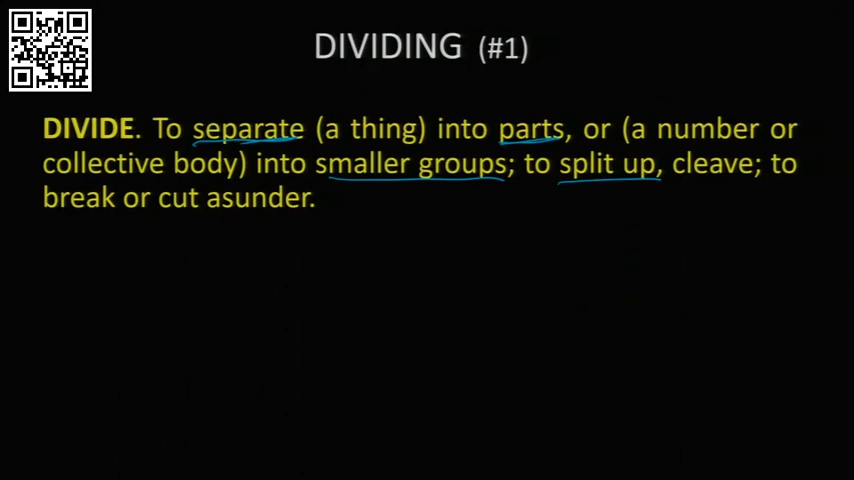 DIVIDING (#1)
DIVIDE. To separate (a thing) into parts, or (a number or
collective body) into smaller groups; to split up, cleave; to
break or cut asunder.